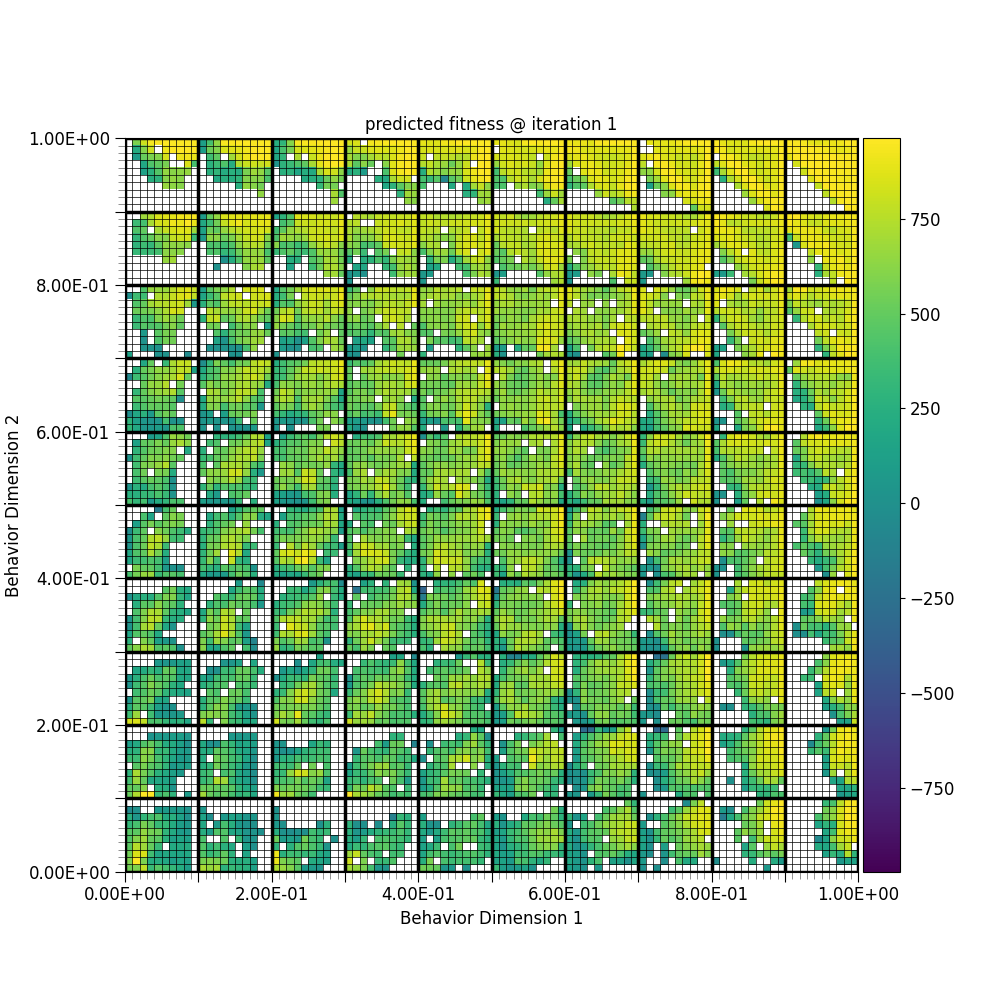 predicted fitness @ iteration 1
1.00E+00
8.00E-01
6.00E-01
4.00E-01
2.00E-01
0.00E+00
Behavior Dimension 2
0.00E+00 2.00E-01 4.00E-01 6.00E-01 8.00E-01 1.00E+00
Behavior Dimension 1
750
500
250
0
−250
−500
−750